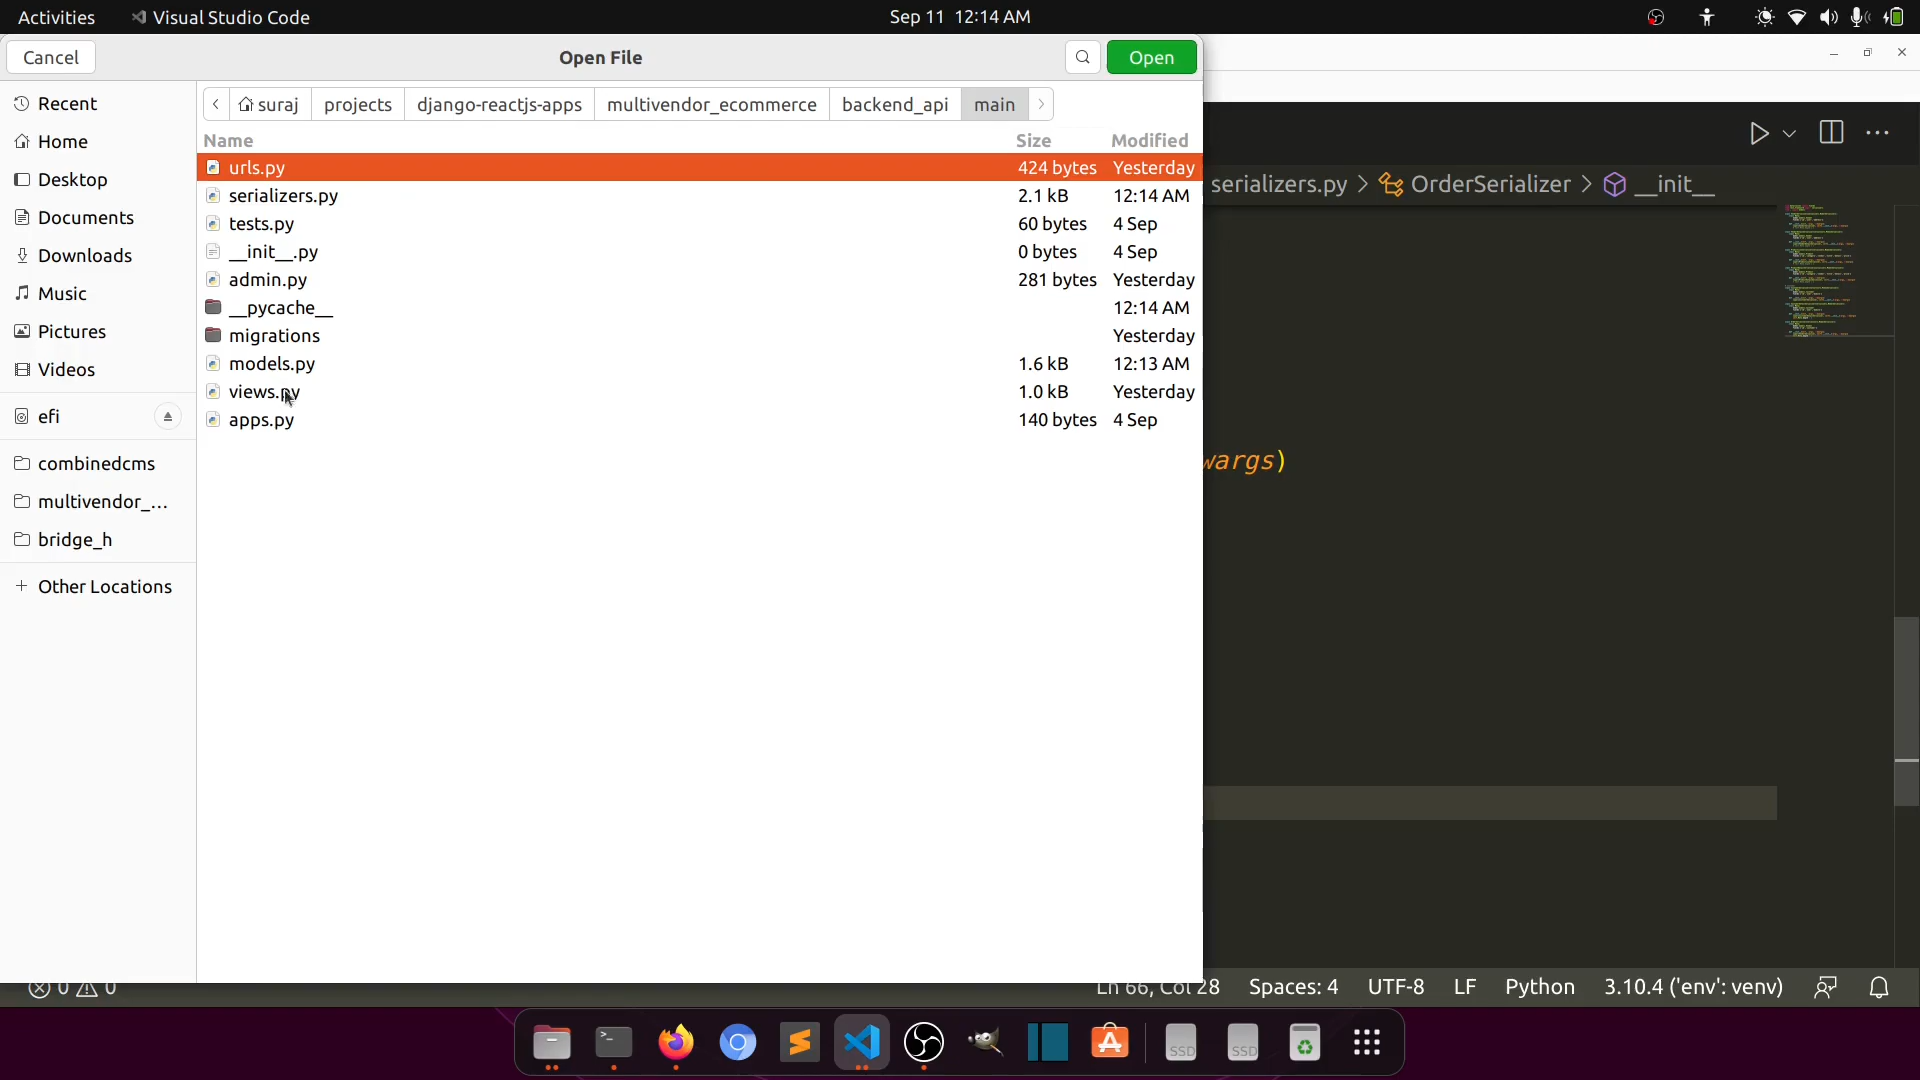 Activities Visual Studio Code Sep 11 12:14 AM
Cancel Open File Open
Recent
Home
Desktop
Documents
Downloads
Music
Pictures
Videos
efi
combinedcms
multivendor_...
bridge_h
Other Locations
suraj projects django-reactjs-apps multivendor_ecommerce backend_api main
Name Size Modified
urls.py 424 bytes Yesterday
serializers.py 2.1 kB 12:14 AM
tests.py 60 bytes 4 Sep
__init__.py 0 bytes 4 Sep
admin.py 281 bytes Yesterday
__pycache__ 12:14 AM
migrations Yesterday
models.py 1.6 kB 12:13 AM
views.py 1.0 kB Yesterday
apps.py 140 bytes 4 Sep
serializers.py > OrderSerializer > __init__
wargs)
0 0 Ln 66, Col 28 Spaces: 4 UTF-8 LF Python 3.10.4 ('env': venv)
SSD SSD